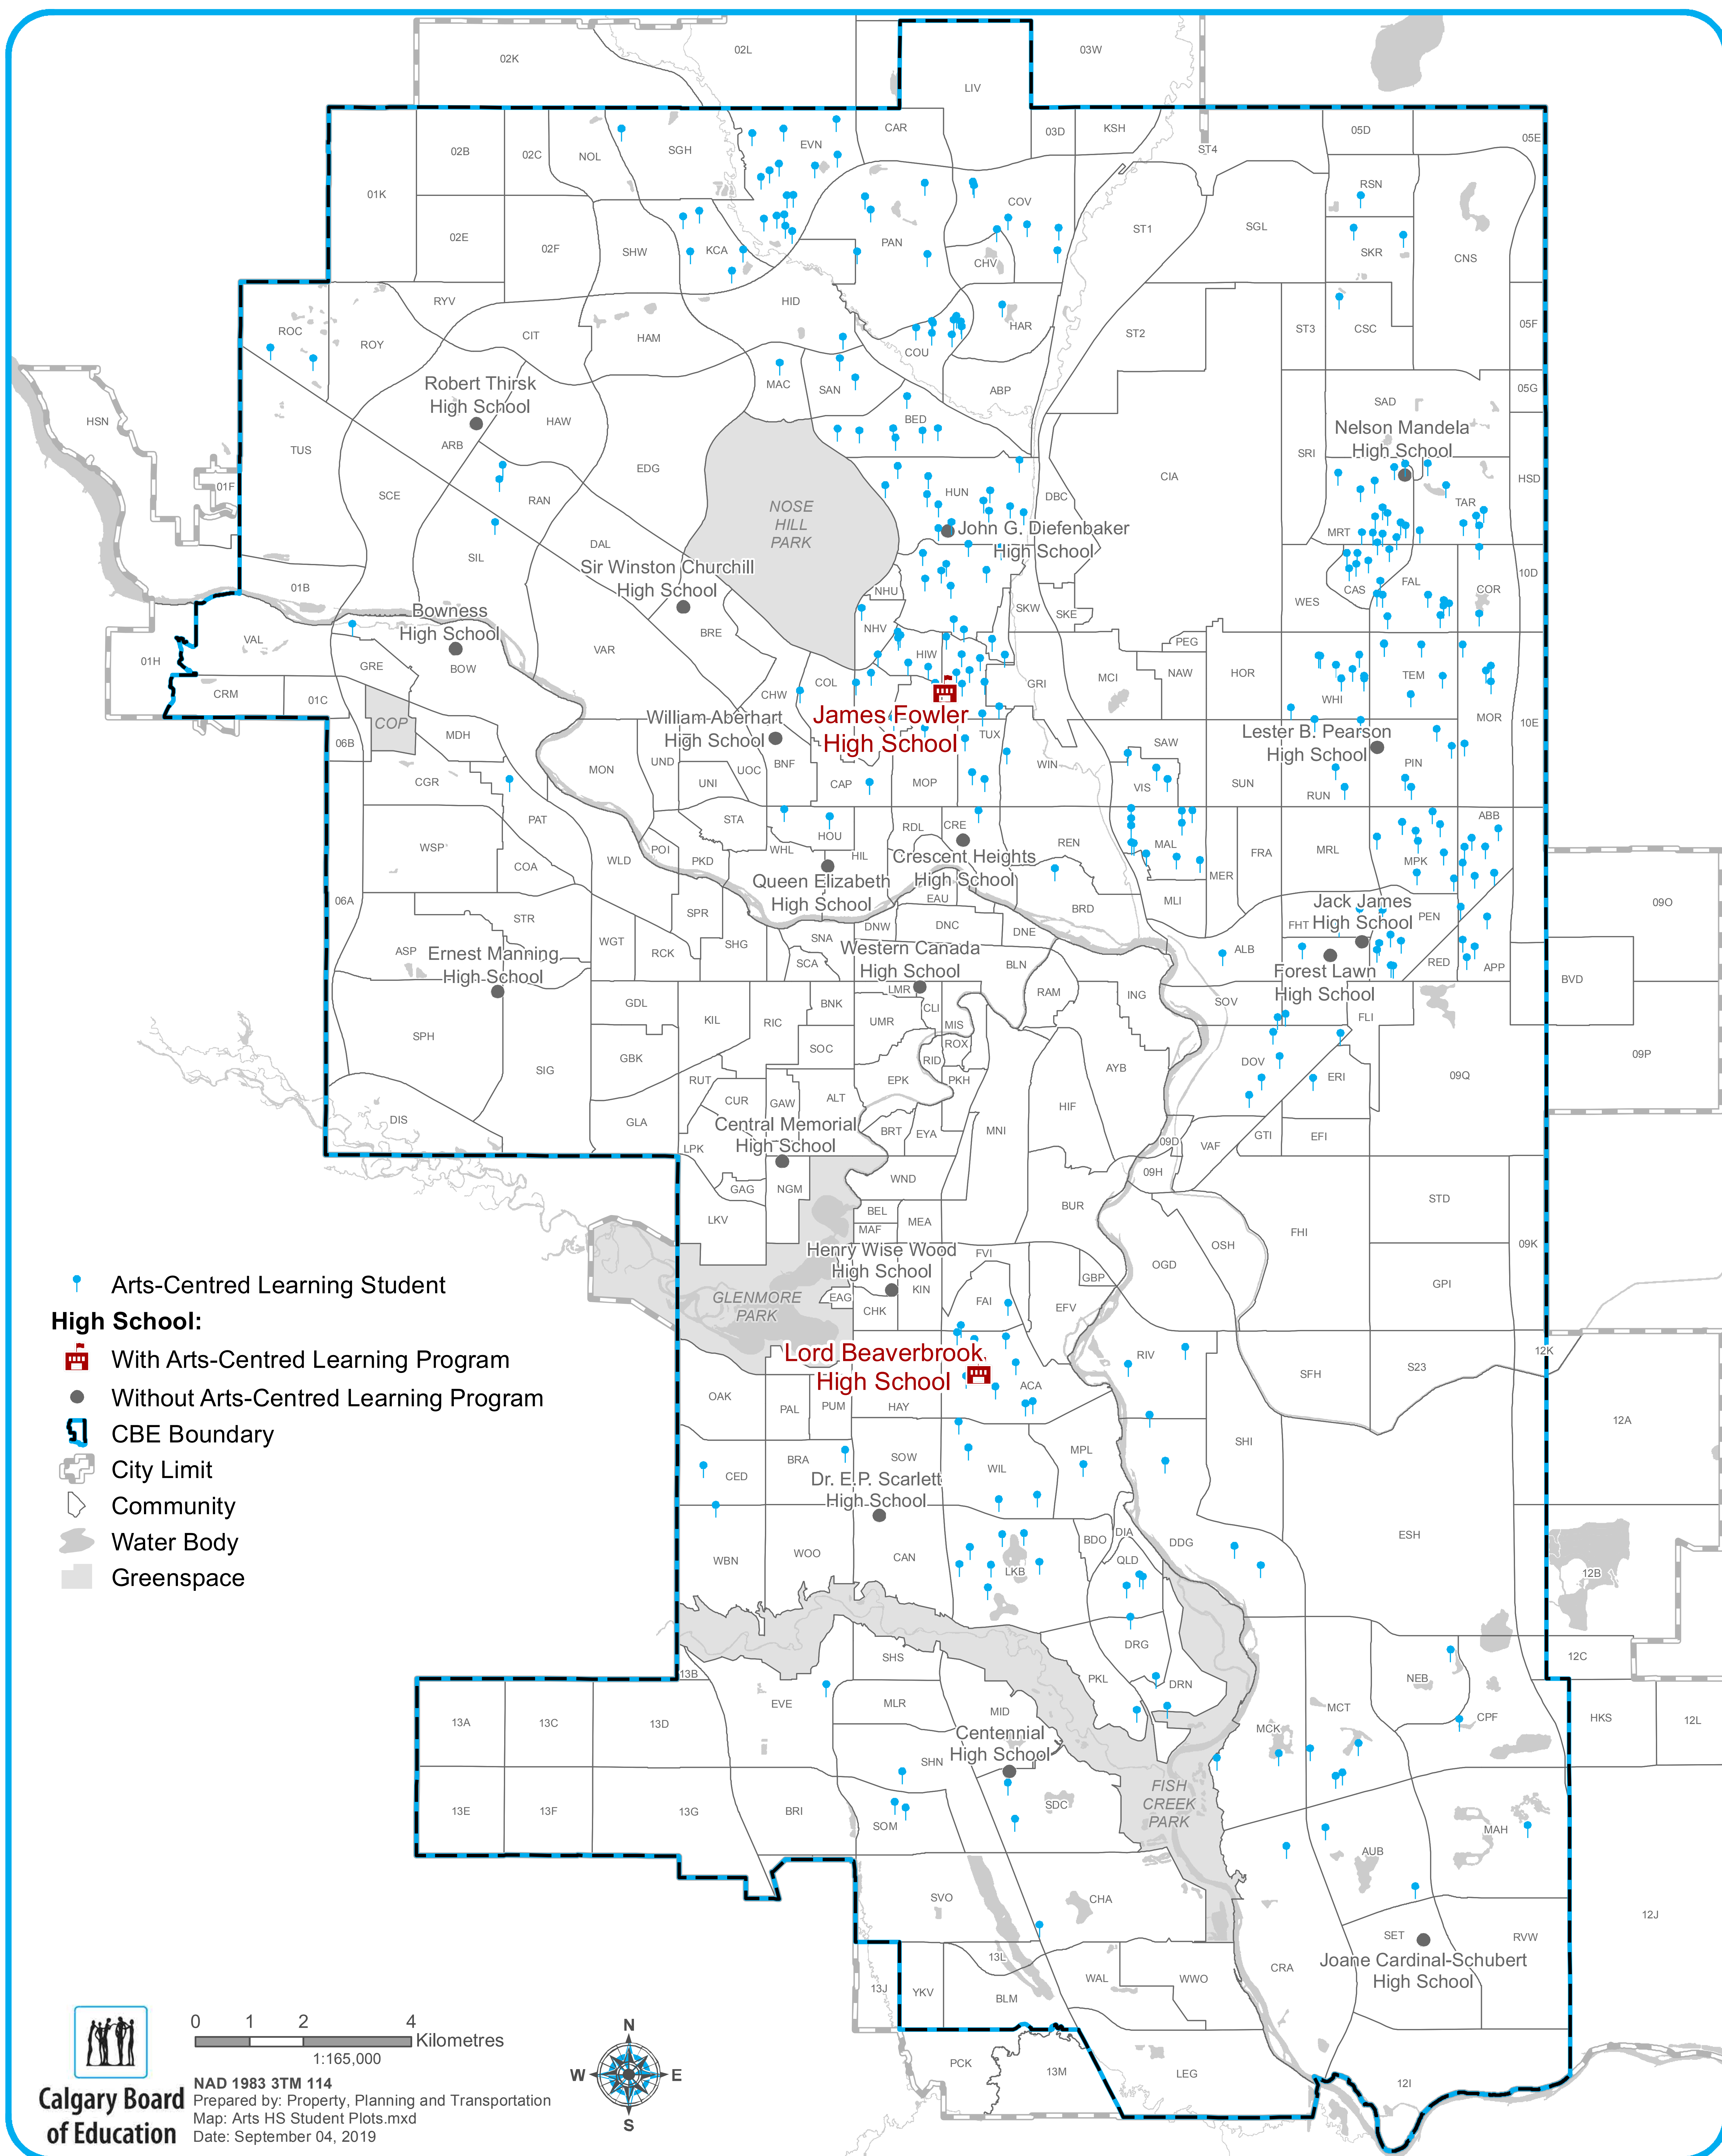 02K
02L
03W
LIV
CAR
03D
KSH
ST4
05D
05E
02B
02C
NOL
SGH
EVN
01K
RSN
COV
02E
02F
SHW
KCA
PAN
CHV
ST1
SGL
SKR
CNS
ROC
RYV
ROY
CIT
HAM
HID
HAR
COU
ST2
ST3
CSC
05F
MAC
SAN
ABP
05G
HSN
Robert Thirsk
High School
ARB
HAW
BED
SAD
Nelson Mandela
High School
TUS
SRI
01F
SCE
RAN
EDG
NOSE
HILL
PARK
HUN
DBC
CIA
HSD
TAR
MRT
John G. Diefenbaker
High School
SIL
DAL
Sir Winston Churchill
High School
01B
NHU
10D
CAS
FAL
COR
WES
Bowness
High School
VAL
01H
GRE
BOW
BRE
VAR
NHV
SKW
SKE
PEG
HIW
CRM
01C
COP
CHW
COL
GRI
MCI
NAW
HOR
WHI
TEM
MOR
10E
William Aberhart
High School
James Fowler
High School
Lester B. Pearson
High School
06B
MDH
TUX
SAW
CGR
MON
UND
UNI
UOC
BNF
CAP
MOP
WIN
VIS
SUN
RUN
PIN
PAT
STA
HOU
RDL
CRE
REN
MAL
FRA
MRL
MPK
ABB
WSP
COA
WLD
POI
PKD
WHL
HIL
Crescent Heights
High School
MER
Queen Elizabeth
High School
06A
STR
SPR
EAU
BRD
MLI
Jack James
High School
09O
ASP
Ernest Manning
High School
WGT
RCK
SHG
SNA
DNW
DNC
DNE
FHT
PEN
SCA
Western Canada
High School
BLN
ALB
RED
APP
BVD
Forest Lawn
High School
LMR
GDL
BNK
CLI
RAM
ING
SOV
FLI
SPH
KIL
RIC
UMR
MIS
SOC
ROX
GBK
RID
09P
SIG
RUT
EPK
PKH
AYB
DOV
ERI
09Q
CUR
GAW
ALT
HIF
DIS
GLA
Central Memorial
High School
BRT
EYA
MNI
09D
VAF
GTI
EFI
LPK
09H
GAG
NGM
WND
STD
LKV
BEL
MEA
MAF
BUR
FHI
OSH
09K
Henry Wise Wood
High School
FVI
OGD
GBP
GPI
GLENMORE
PARK
EAG
CHK
KIN
FAI
EFV
Lord Beaverbrook
High School
RIV
12K
SFH
S23
OAK
PAL
PUM
HAY
ACA
12A
SHI
CED
BRA
SOW
WIL
MPL
Dr. E.P. Scarlett
High School
ESH
WBN
WOO
CAN
LKB
BDO
DIA
DDG
QLD
12B
DRG
13B
SHS
12C
EVE
PKL
DRN
NEB
13A
13C
13D
MLR
MID
MCT
CPF
HKS
12L
Centennial
High School
MCK
SHN
13E
13F
13G
BRI
SOM
SDC
FISH
CREEK
PARK
MAH
AUB
SVO
CHA
12J
SET
RVW
Joane Cardinal-Schubert
High School
13L
13J
YKV
BLM
WAL
WWO
CRA
PCK
13M
LEG
12I
Arts-Centred Learning Student
High School:
With Arts-Centred Learning Program
Without Arts-Centred Learning Program
CBE Boundary
City Limit
Community
Water Body
Greenspace
Calgary Board
of Education
0 1 2 4
Kilometres
1:165,000
NAD 1983 3TM 114
Prepared by: Property, Planning and Transportation
Map: Arts HS Student Plots.mxd
Date: September 04, 2019
N
W E
S